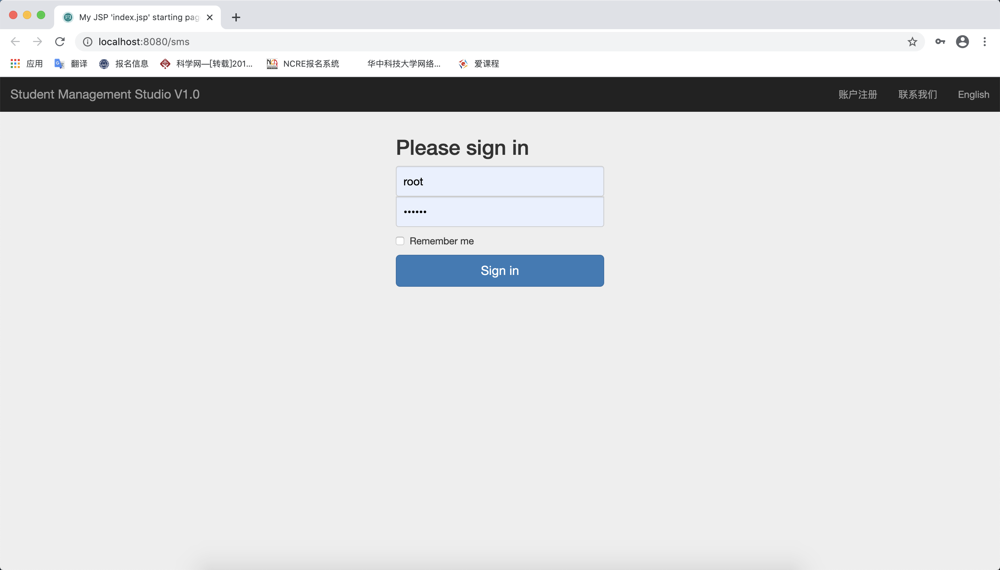 My JSP 'index.jsp' starting pag
localhost:8080/sms
应用 翻译 报名信息 科学网—[转载]201... NCRE报名系统 华中科技大学网络... 爱课程
Student Management Studio V1.0 账户注册 联系我们 English
Please sign in
root
••••••
Remember me
Sign in